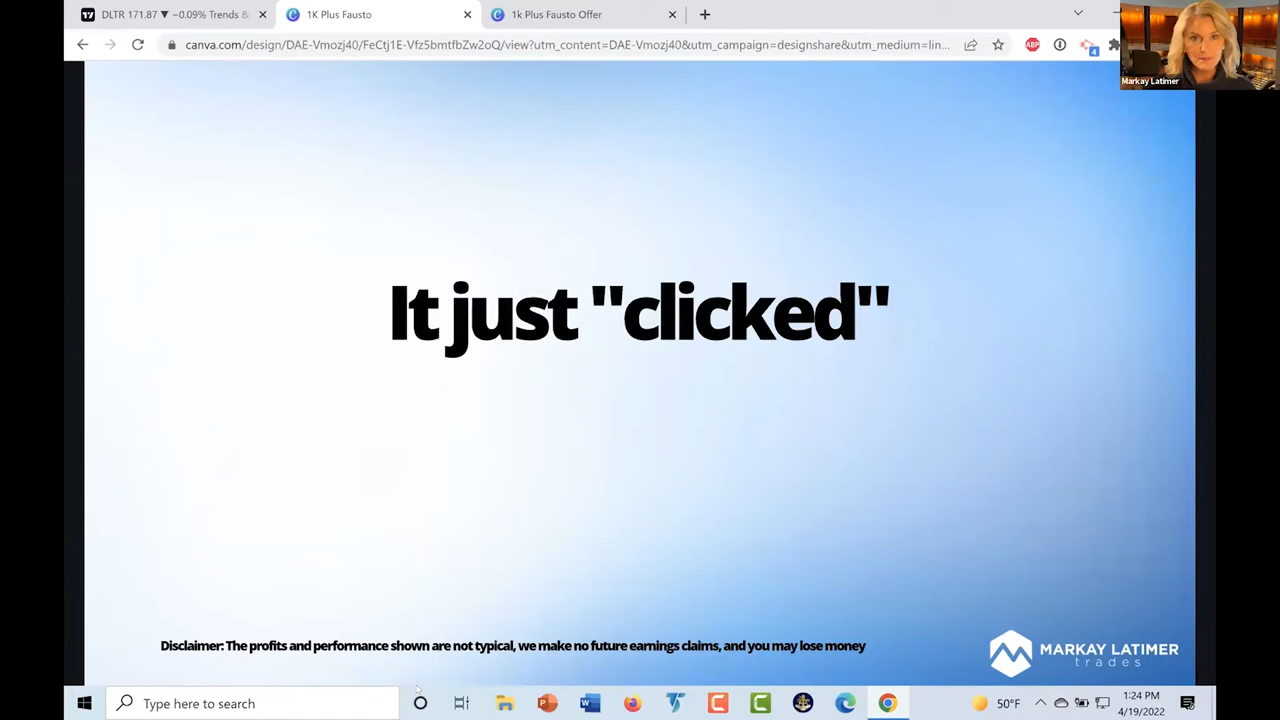 DLTR 171.87 ▼ −0.09% Trends &
1K Plus Fausto
1k Plus Fausto Offer
canva.com/design/DAE-Vmozj40/FeCtj1E-Vfz5bmtfbZw2oQ/view?utm_content=DAE-Vmozj40&utm_campaign=designshare&utm_medium=lin...
ABP
4
Markay Latimer
It just "clicked"
Disclaimer: The profits and performance shown are not typical, we make no future earnings claims, and you may lose money
MARKAY LATIMER
trades
Type here to search
50°F
1:24 PM
4/19/2022